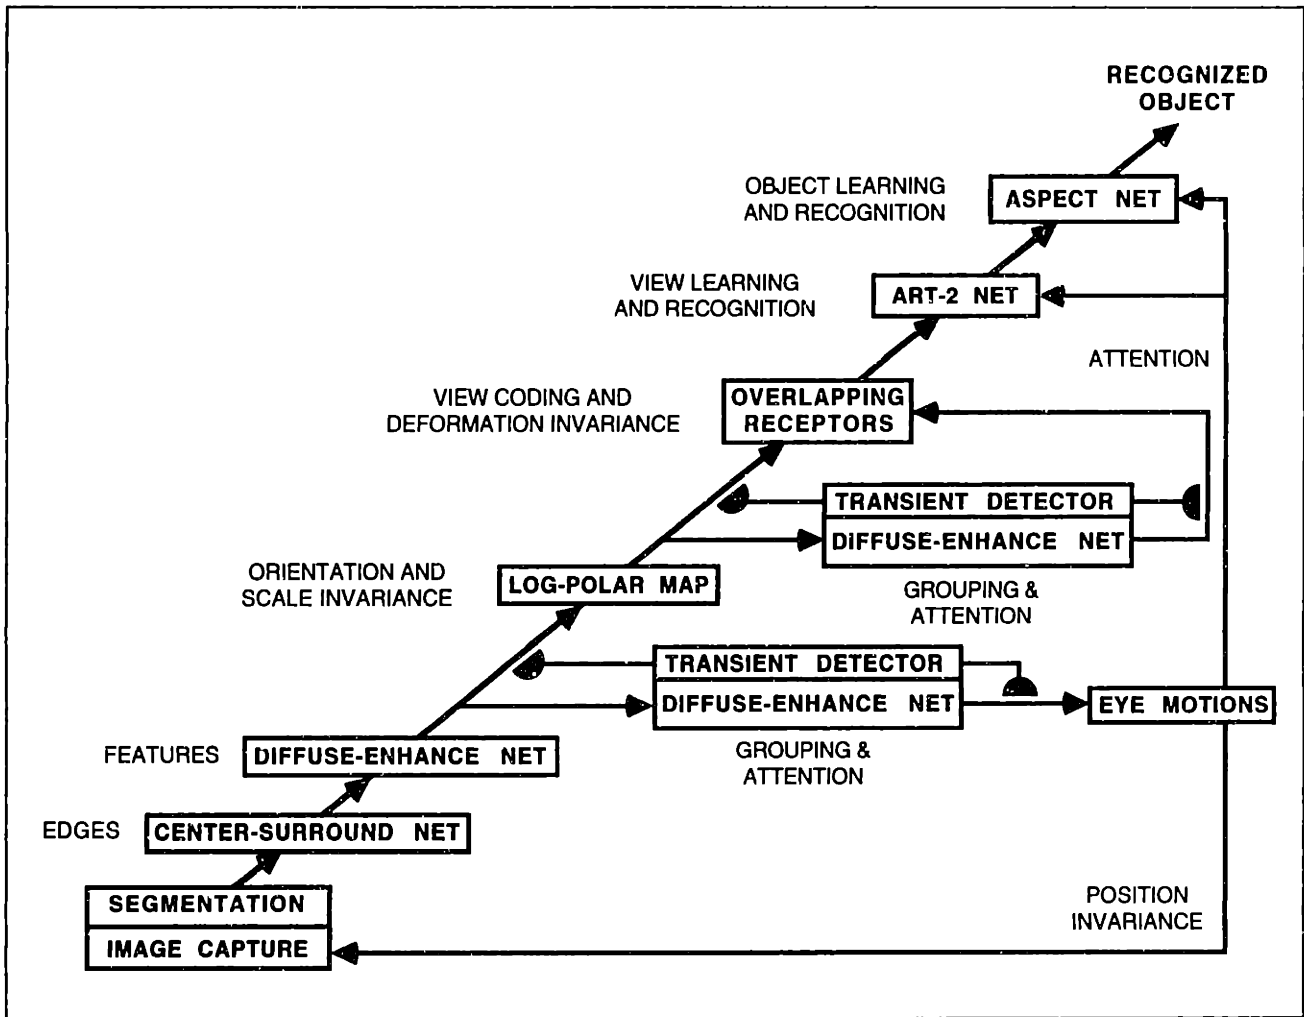 RECOGNIZED
OBJECT
OBJECT LEARNING
AND RECOGNITION
ASPECT NET
VIEW LEARNING
AND RECOGNITION
ART-2 NET
ATTENTION
VIEW CODING AND
DEFORMATION INVARIANCE
OVERLAPPING
RECEPTORS
TRANSIENT DETECTOR
DIFFUSE-ENHANCE NET
GROUPING &
ATTENTION
ORIENTATION AND
SCALE INVARIANCE
LOG-POLAR MAP
TRANSIENT DETECTOR
DIFFUSE-ENHANCE NET
GROUPING &
ATTENTION
EYE MOTIONS
FEATURES
DIFFUSE-ENHANCE NET
EDGES
CENTER-SURROUND NET
SEGMENTATION
IMAGE CAPTURE
POSITION
INVARIANCE